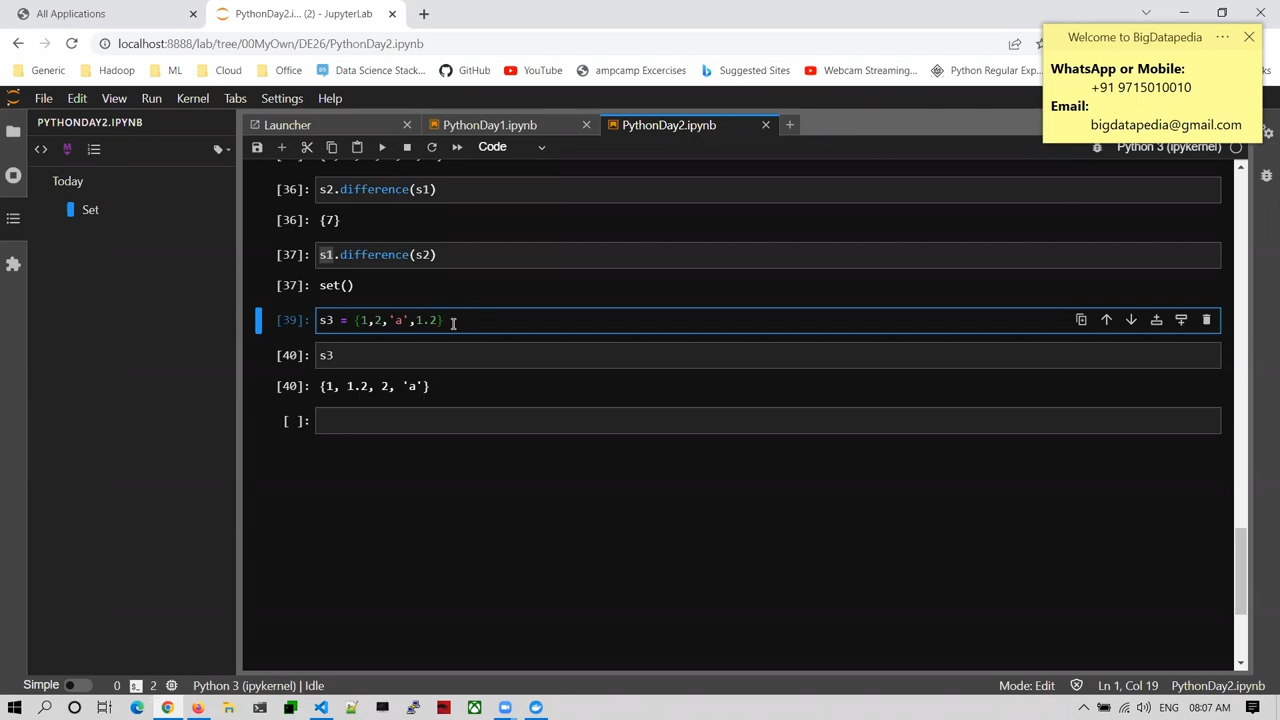 All Applications
PythonDay2.i... (2) - JupyterLab
localhost:8888/lab/tree/00MyOwn/DE26/PythonDay2.ipynb
Generic Hadoop ML Cloud Office Data Science Stack... GitHub YouTube ampcamp Excercises Suggested Sites Webcam Streaming... Python Regular Exp...
Welcome to BigDatapedia ...
WhatsApp or Mobile:
+91 9715010010
Email:
bigdatapedia@gmail.com
File Edit View Run Kernel Tabs Settings Help
PYTHONDAY2.IPYNB
Today
Set
Launcher PythonDay1.ipynb PythonDay2.ipynb
Code Python 3 (ipykernel)
[36]: s2.difference(s1)
[36]: {7}
[37]: s1.difference(s2)
[37]: set()
[39]: s3 = {1,2,'a',1.2}
[40]: s3
[40]: {1, 1.2, 2, 'a'}
[ ]:
Simple 0 2 Python 3 (ipykernel) | Idle Mode: Edit Ln 1, Col 19 PythonDay2.ipynb
ENG 08:07 AM